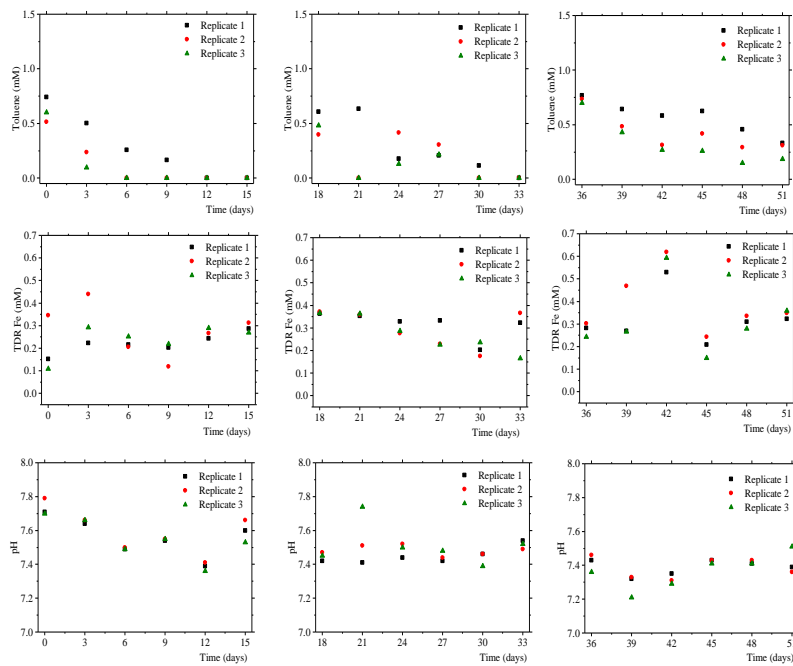 1.5
Toluene (mM)
1.0
0.5
0.0
Replicate 1
Replicate 2
Replicate 3
0 3 6 9 12 15
Time (days)
1.5
Toluene (mM)
1.0
0.5
0.0
Replicate 1
Replicate 2
Replicate 3
18 21 24 27 30 33
Time (days)
1.5
Toluene (mM)
1.0
0.5
0.0
Replicate 1
Replicate 2
Replicate 3
36 39 42 45 48 51
Time (days)
0.7
0.6
0.5
0.4
0.3
0.2
0.1
0.0
TDR Fe (mM)
Replicate 1
Replicate 2
Replicate 3
0 3 6 9 12 15
Time (days)
0.7
0.6
0.5
0.4
0.3
0.2
0.1
0.0
TDR Fe (mM)
Replicate 1
Replicate 2
Replicate 3
18 21 24 27 30 33
Time (days)
0.7
0.6
0.5
0.4
0.3
0.2
0.1
0.0
TDR Fe (mM)
Replicate 1
Replicate 2
Replicate 3
36 39 42 45 48 51
Time (days)
8.0
7.8
7.6
7.4
7.2
7.0
pH
Replicate 1
Replicate 2
Replicate 3
0 3 6 9 12 15
Time (days)
8.0
7.8
7.6
7.4
7.2
7.0
pH
Replicate 1
Replicate 2
Replicate 3
18 21 24 27 30 33
Time (days)
8.0
7.8
7.6
7.4
7.2
7.0
pH
Replicate 1
Replicate 2
Replicate 3
36 39 42 45 48
Time (days)